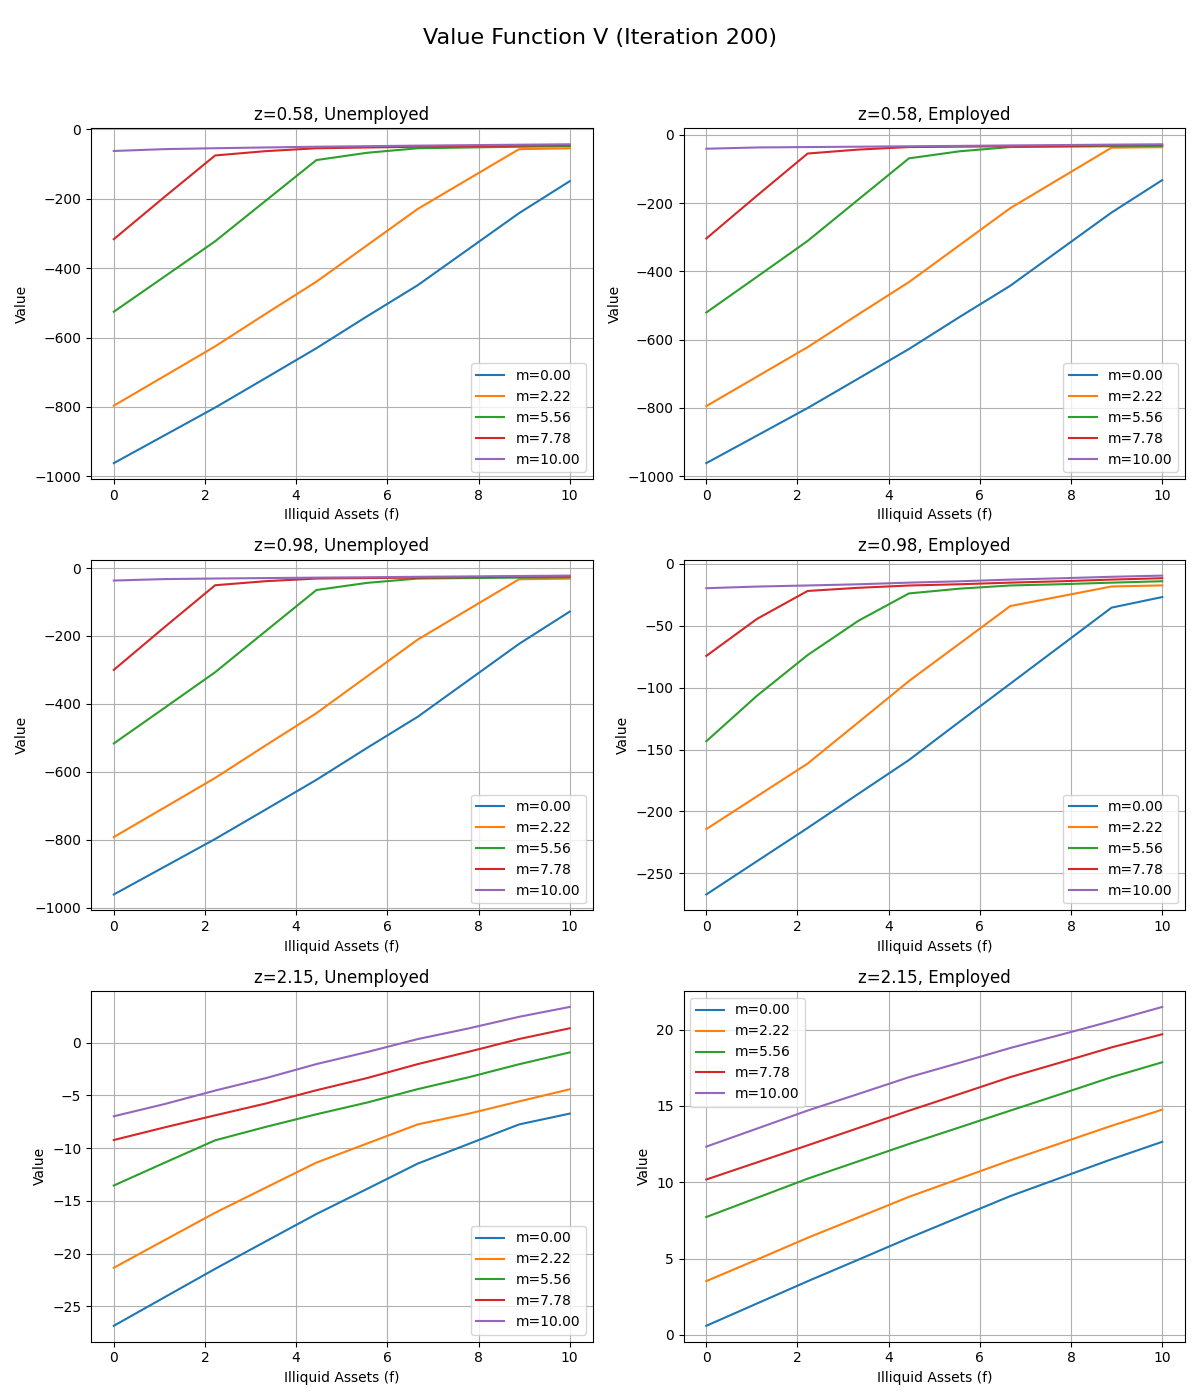 Value Function V (Iteration 200)
z=0.58, Unemployed
0
−200
−400
−600
−800
−1000
Value
0 2 4 6 8 10
Illiquid Assets (f)
m=0.00
m=2.22
m=5.56
m=7.78
m=10.00
z=0.58, Employed
0
−200
−400
−600
−800
−1000
Value
0 2 4 6 8 10
Illiquid Assets (f)
m=0.00
m=2.22
m=5.56
m=7.78
m=10.00
z=0.98, Unemployed
0
−200
−400
−600
−800
−1000
Value
0 2 4 6 8 10
Illiquid Assets (f)
m=0.00
m=2.22
m=5.56
m=7.78
m=10.00
z=0.98, Employed
0
−50
−100
−150
−200
−250
Value
0 2 4 6 8 10
Illiquid Assets (f)
m=0.00
m=2.22
m=5.56
m=7.78
m=10.00
z=2.15, Unemployed
0
−5
−10
−15
−20
−25
Value
0 2 4 6 8 10
Illiquid Assets (f)
m=0.00
m=2.22
m=5.56
m=7.78
m=10.00
z=2.15, Employed
20
15
10
5
0
Value
0 2 4 6 8 10
Illiquid Assets (f)
m=0.00
m=2.22
m=5.56
m=7.78
m=10.00